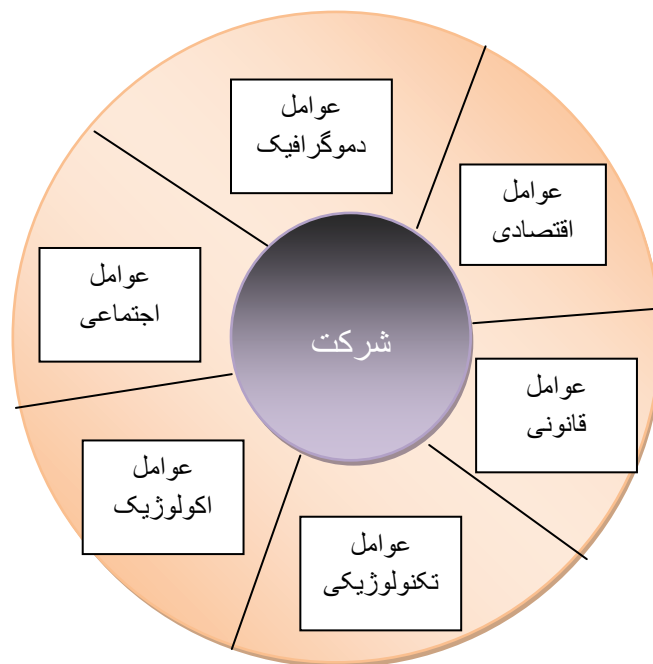 عوامل
دموگرافیک
عوامل
اقتصادی
عوامل
اجتماعی
شرکت
عوامل
قانونی
عوامل
اکولوژیک
عوامل
تکنولوژیکی